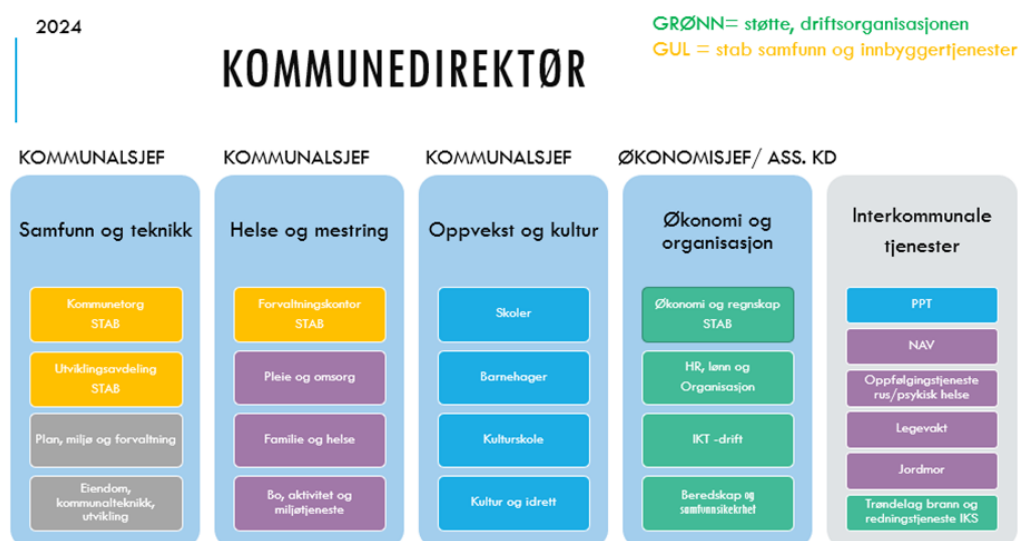 2024
GRØNN= støtte, driftsorganisasjonen
GUL = stab samfunn og innbyggertjenester
KOMMUNEDIREKTØR
KOMMUNALSJEF
Samfunn og teknikk
Kommunetorg
STAB
Utviklingsavdeling
STAB
Plan, miljø og forvaltning
Eiendom,
kommunalteknikk,
utvikling
KOMMUNALSJEF
Helse og mestring
Forvaltningskontor
STAB
Pleie og omsorg
Familie og helse
Bo, aktivitet og
miljøtjeneste
KOMMUNALSJEF
Oppvekst og kultur
Skoler
Barnehager
Kulturskole
Kultur og idrett
ØKONOMISJEF/ ASS. KD
Økonomi og
organisasjon
Økonomi og regnskap
STAB
HR, lønn og
Organisasjon
IKT -drift
Beredskap og
samfunnsikekrhet
Interkommunale
tjenester
PPT
NAV
Oppfølgingstjeneste
rus/psykisk helse
Legevakt
Jordmor
Trøndelag brann og
redningstjeneste IKS